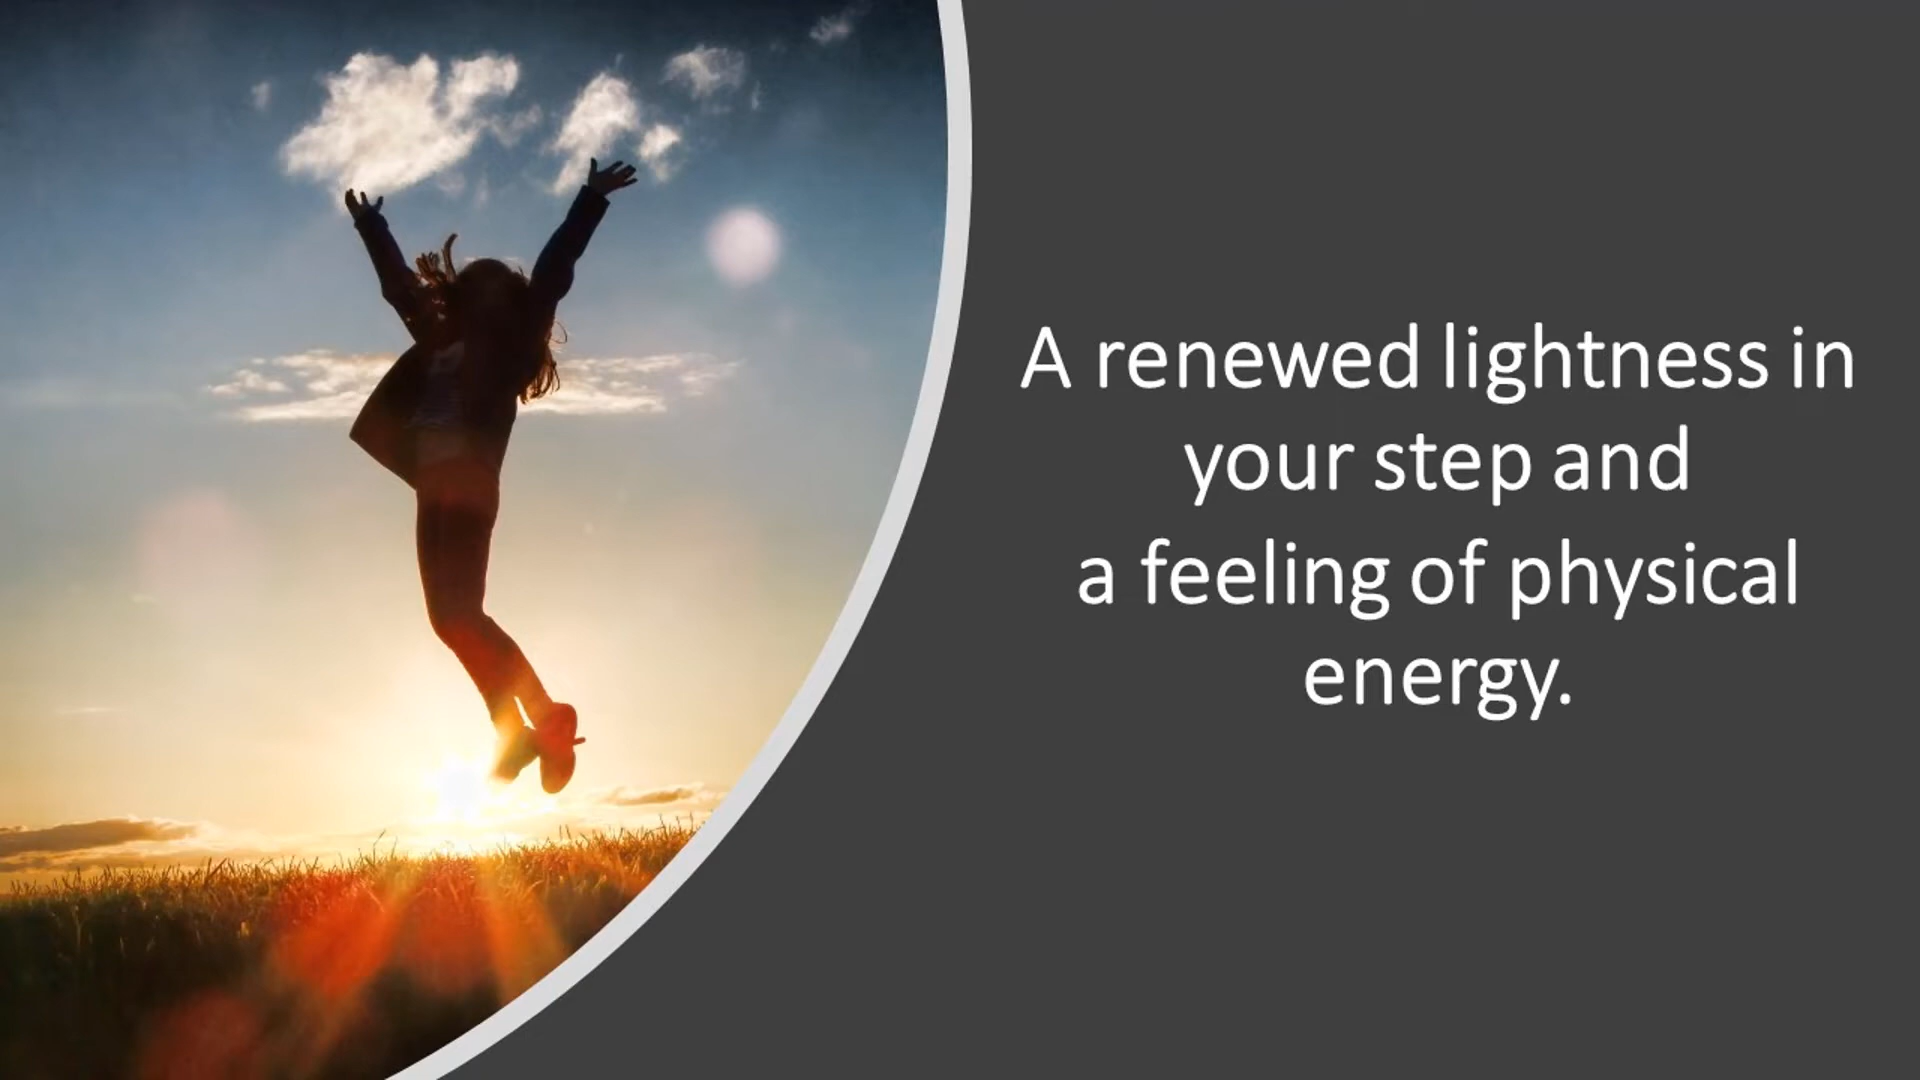 A renewed lightness in
your step and
a feeling of physical
energy.